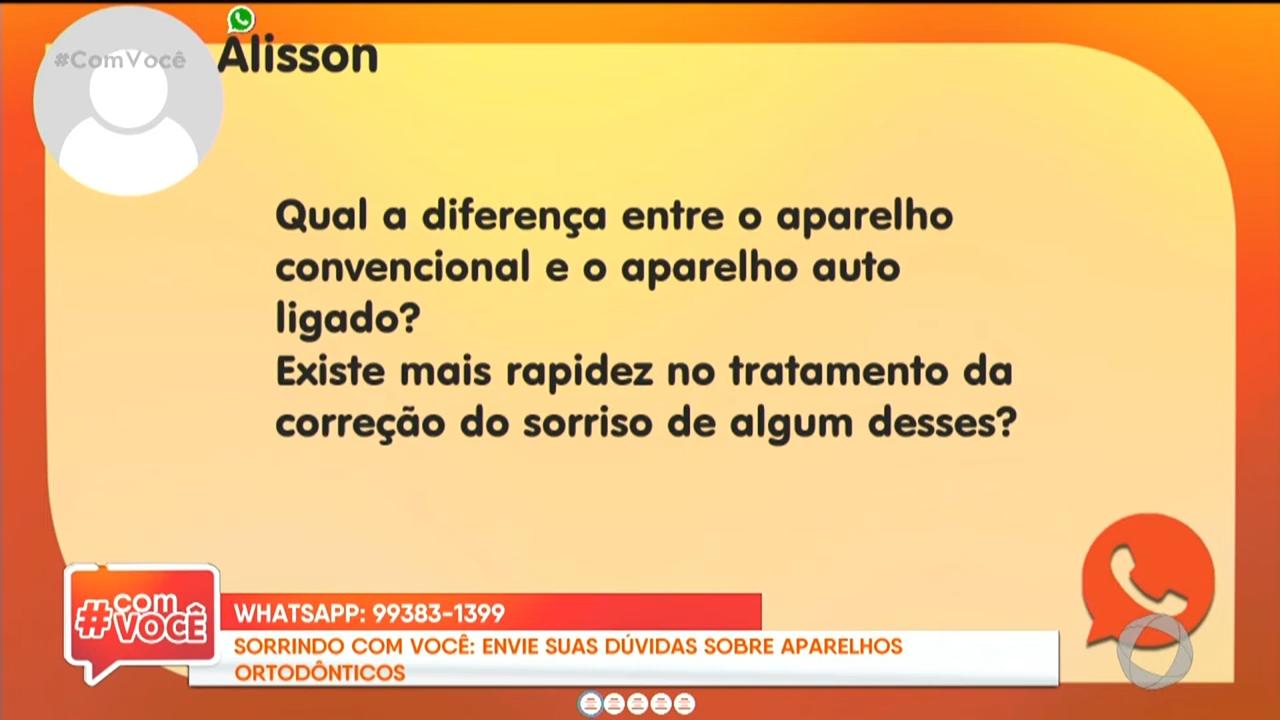 #ComVocê
Alisson
Qual a diferença entre o aparelho
convencional e o aparelho auto
ligado?
Existe mais rapidez no tratamento da
correção do sorriso de algum desses?
#com
VOCÊ
WHATSAPP: 99383-1399
SORRINDO COM VOCÊ: ENVIE SUAS DÚVIDAS SOBRE APARELHOS
ORTODÔNTICOS